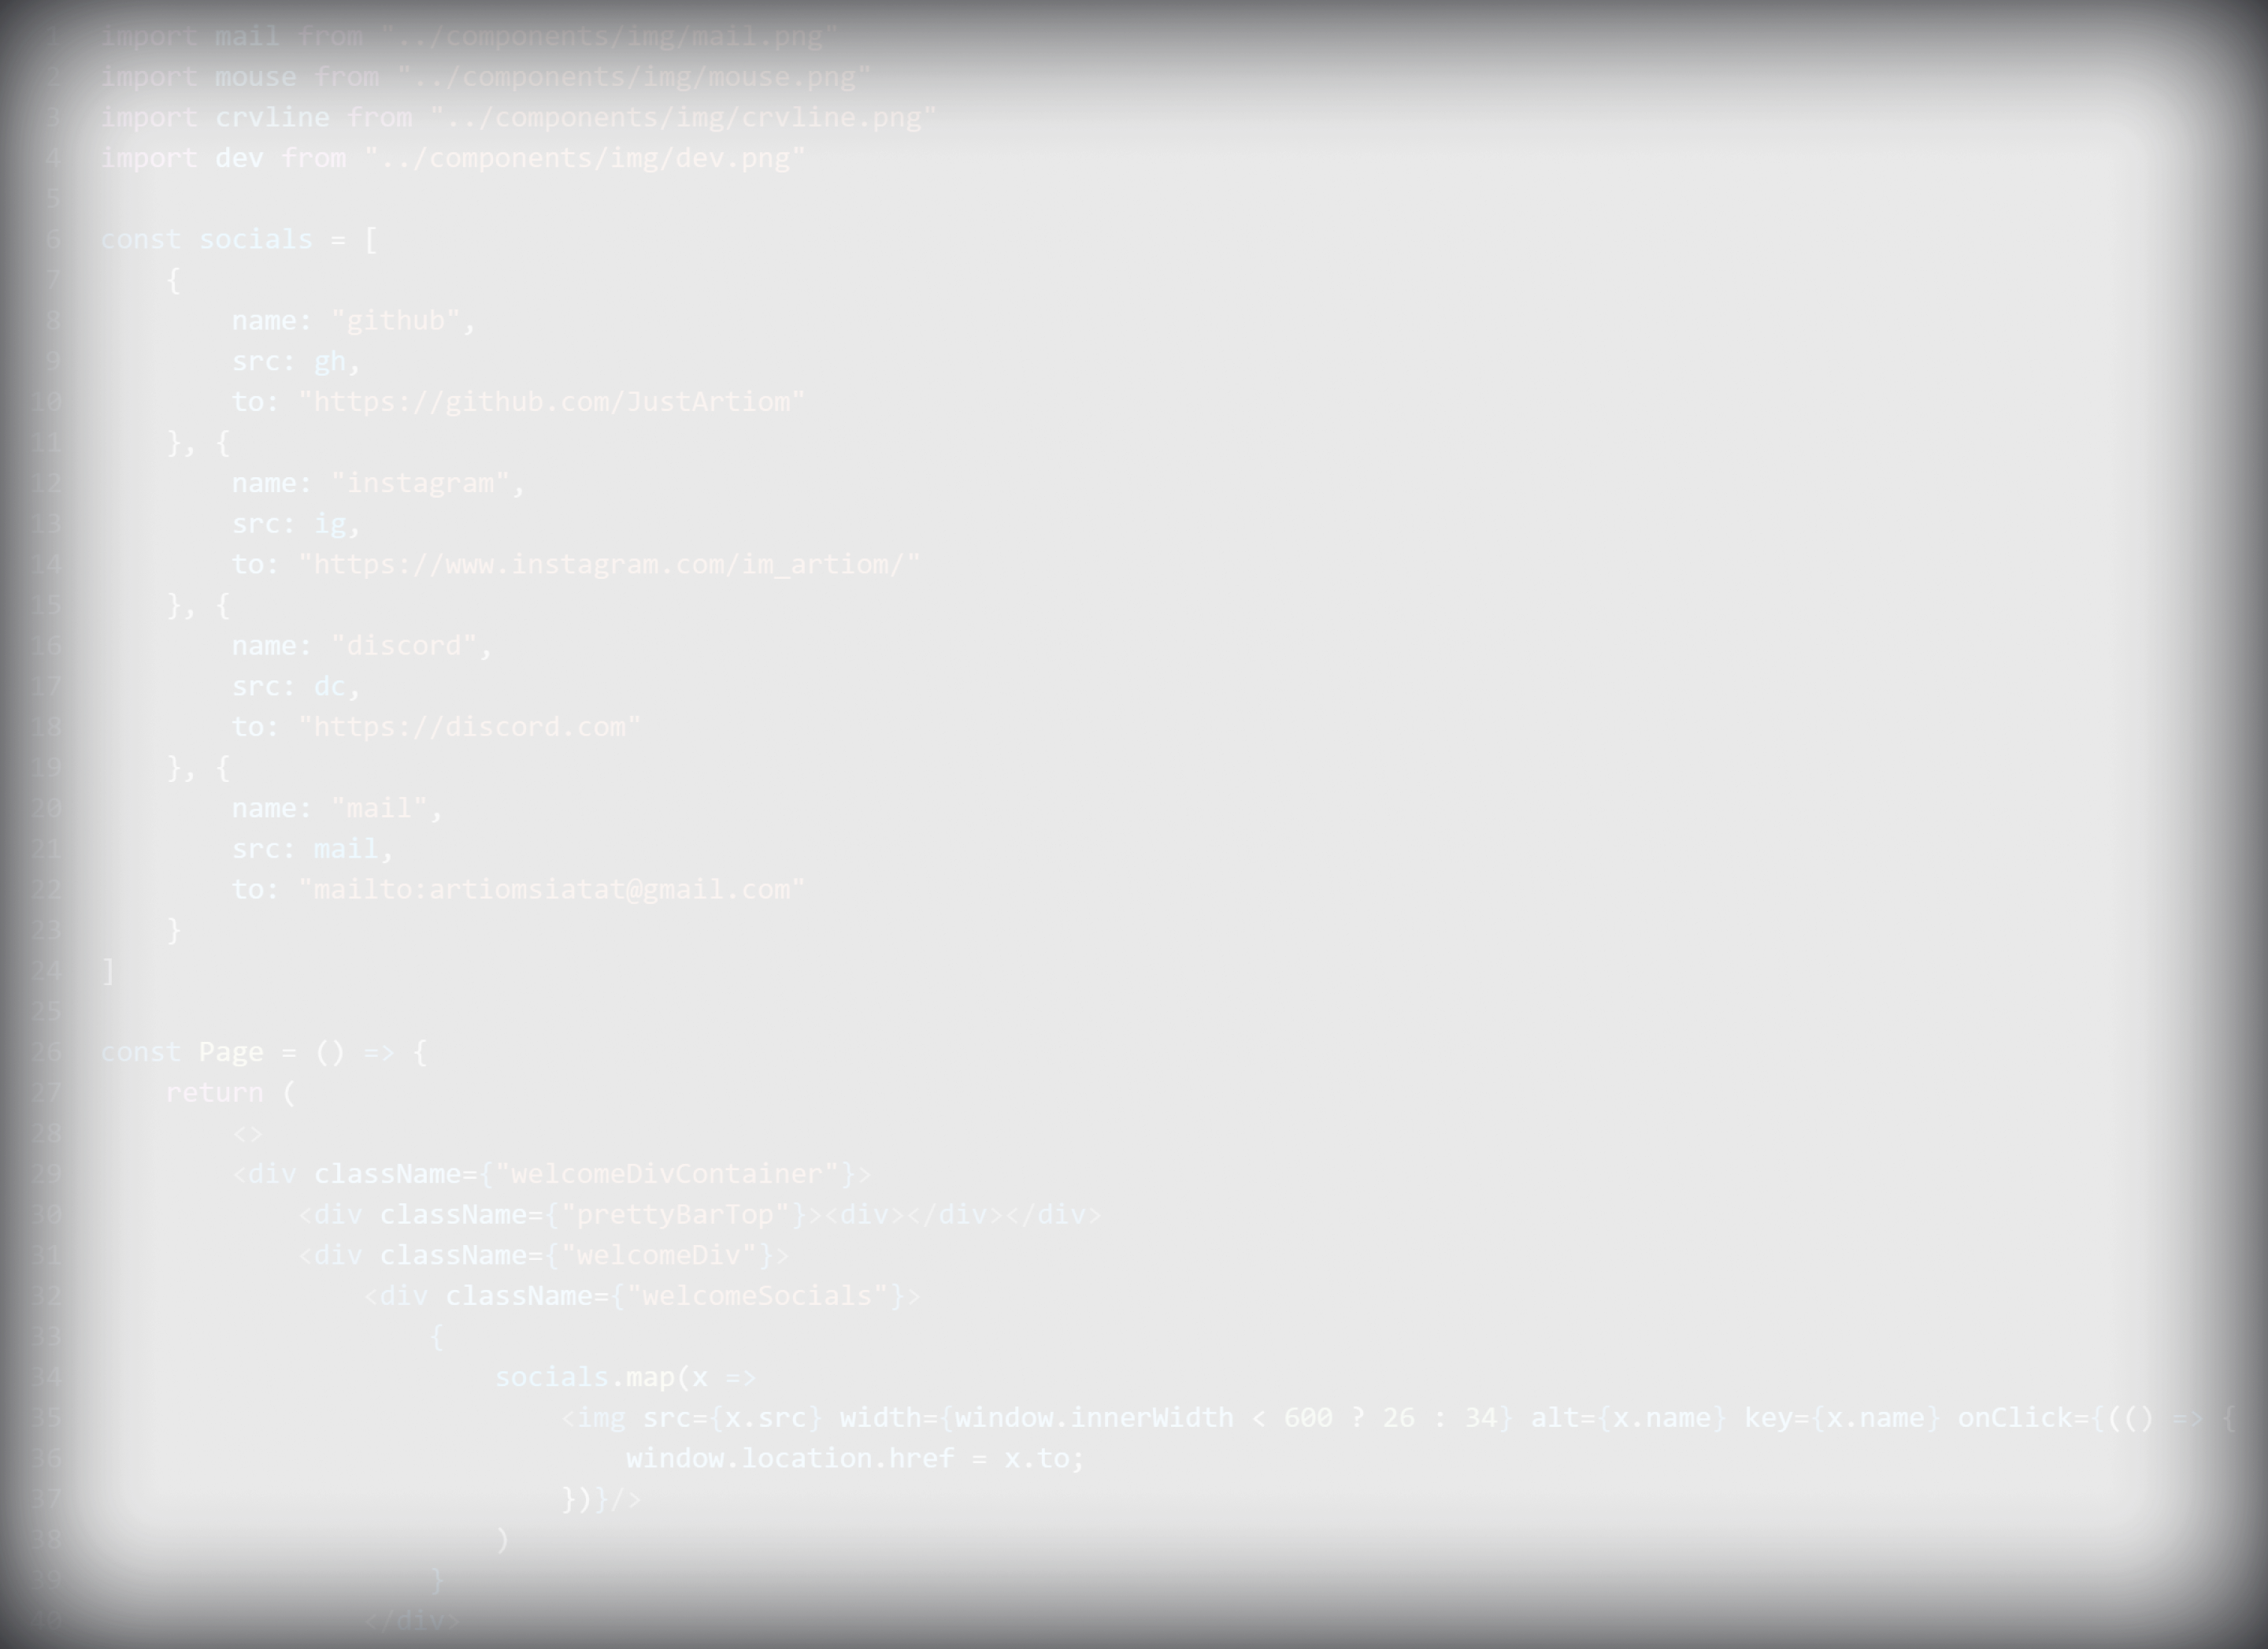 1 import mail from "../components/img/mail.png"
2 import mouse from "../components/img/mouse.png"
3 import crvline from "../components/img/crvline.png"
4 import dev from "../components/img/dev.png"
5
6 const socials = [
7     {
8         name: "github",
9         src: gh,
10         to: "https://github.com/JustArtiom"
11     }, {
12         name: "instagram",
13         src: ig,
14         to: "https://www.instagram.com/im_artiom/"
15     }, {
16         name: "discord",
17         src: dc,
18         to: "https://discord.com"
19     }, {
20         name: "mail",
21         src: mail,
22         to: "mailto:artiomsiatat@gmail.com"
23     }
24 ]
25
26 const Page = () => {
27     return (
28         <>
29         <div className={"welcomeDivContainer"}>
30             <div className={"prettyBarTop"}><div></div></div>
31             <div className={"welcomeDiv"}>
32                 <div className={"welcomeSocials"}>
33                     {
34                         socials.map(x =>
35                             <img src={x.src} width={window.innerWidth < 600 ? 26 : 34} alt={x.name} key={x.name} onClick={(() => {
36                                 window.location.href = x.to;
37                             })}/>
38                         )
39                     }
40                 </div>